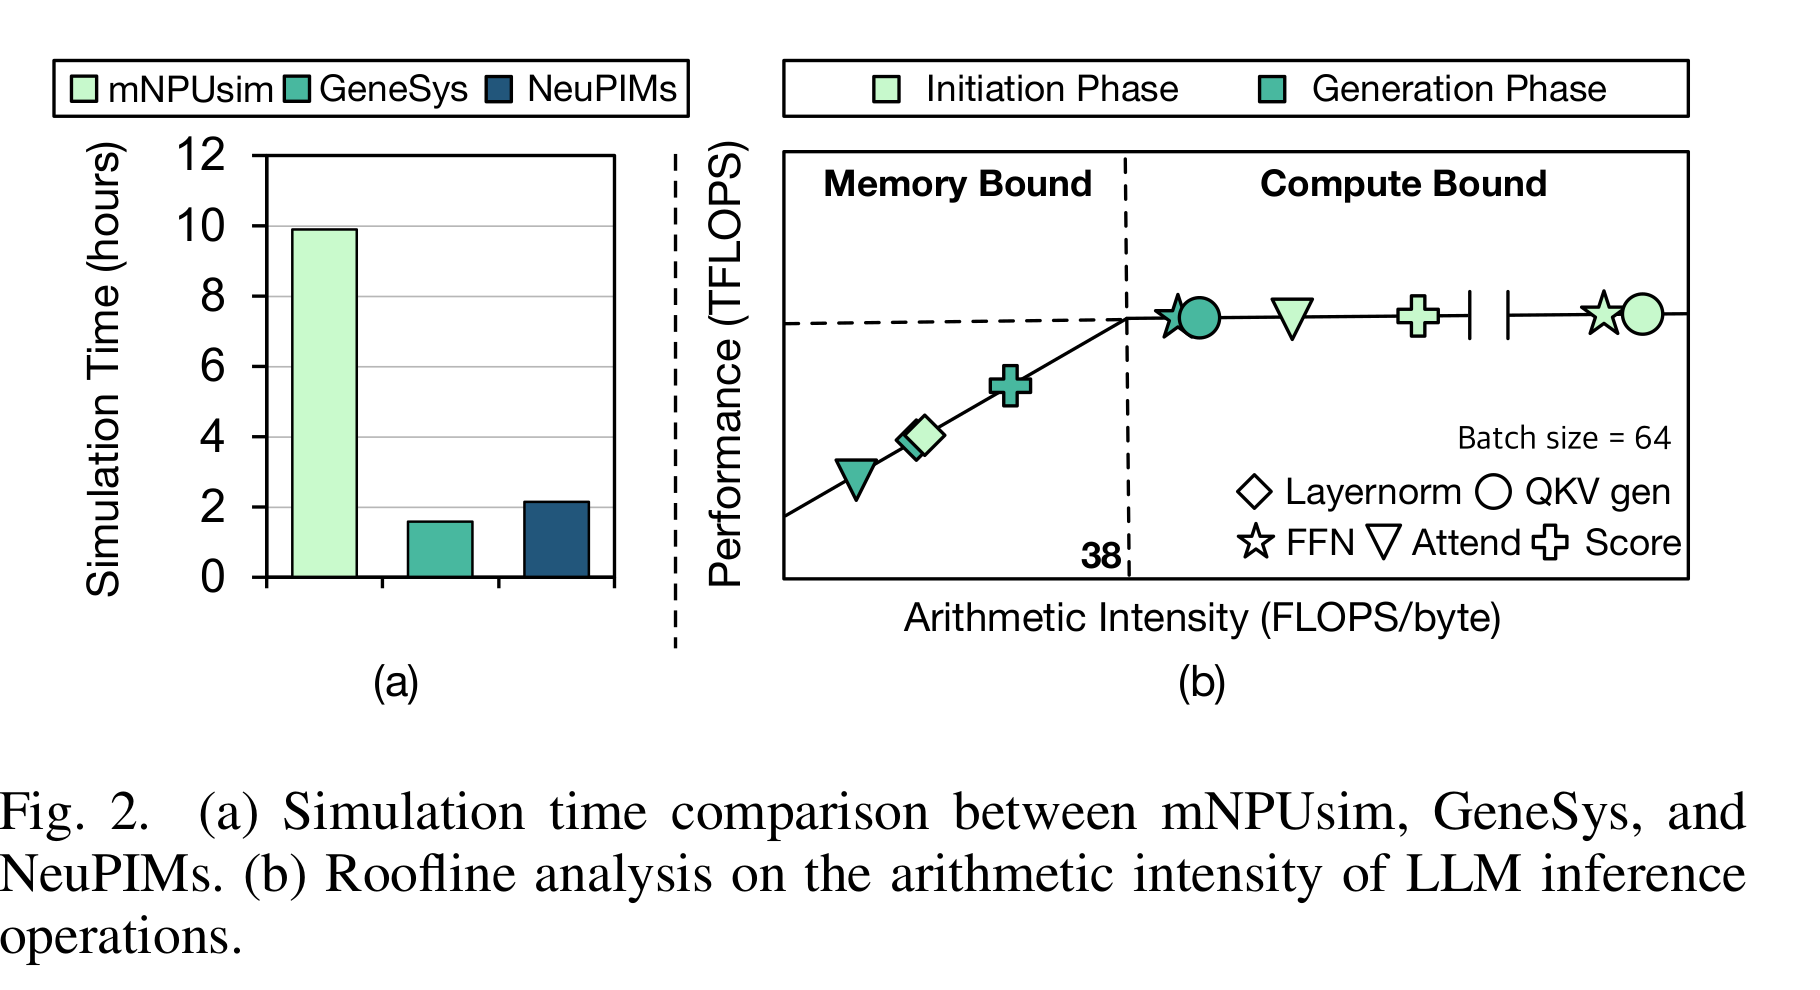 mNPUsim GeneSys NeuPIMs
Simulation Time (hours)
12
10
8
6
4
2
0
(a)
Initiation Phase Generation Phase
Performance (TFLOPS)
Memory Bound Compute Bound
Batch size = 64
Layernorm QKV gen
FFN Attend Score
38
Arithmetic Intensity (FLOPS/byte)
(b)
Fig. 2. (a) Simulation time comparison between mNPUsim, GeneSys, and
NeuPIMs. (b) Roofline analysis on the arithmetic intensity of LLM inference
operations.